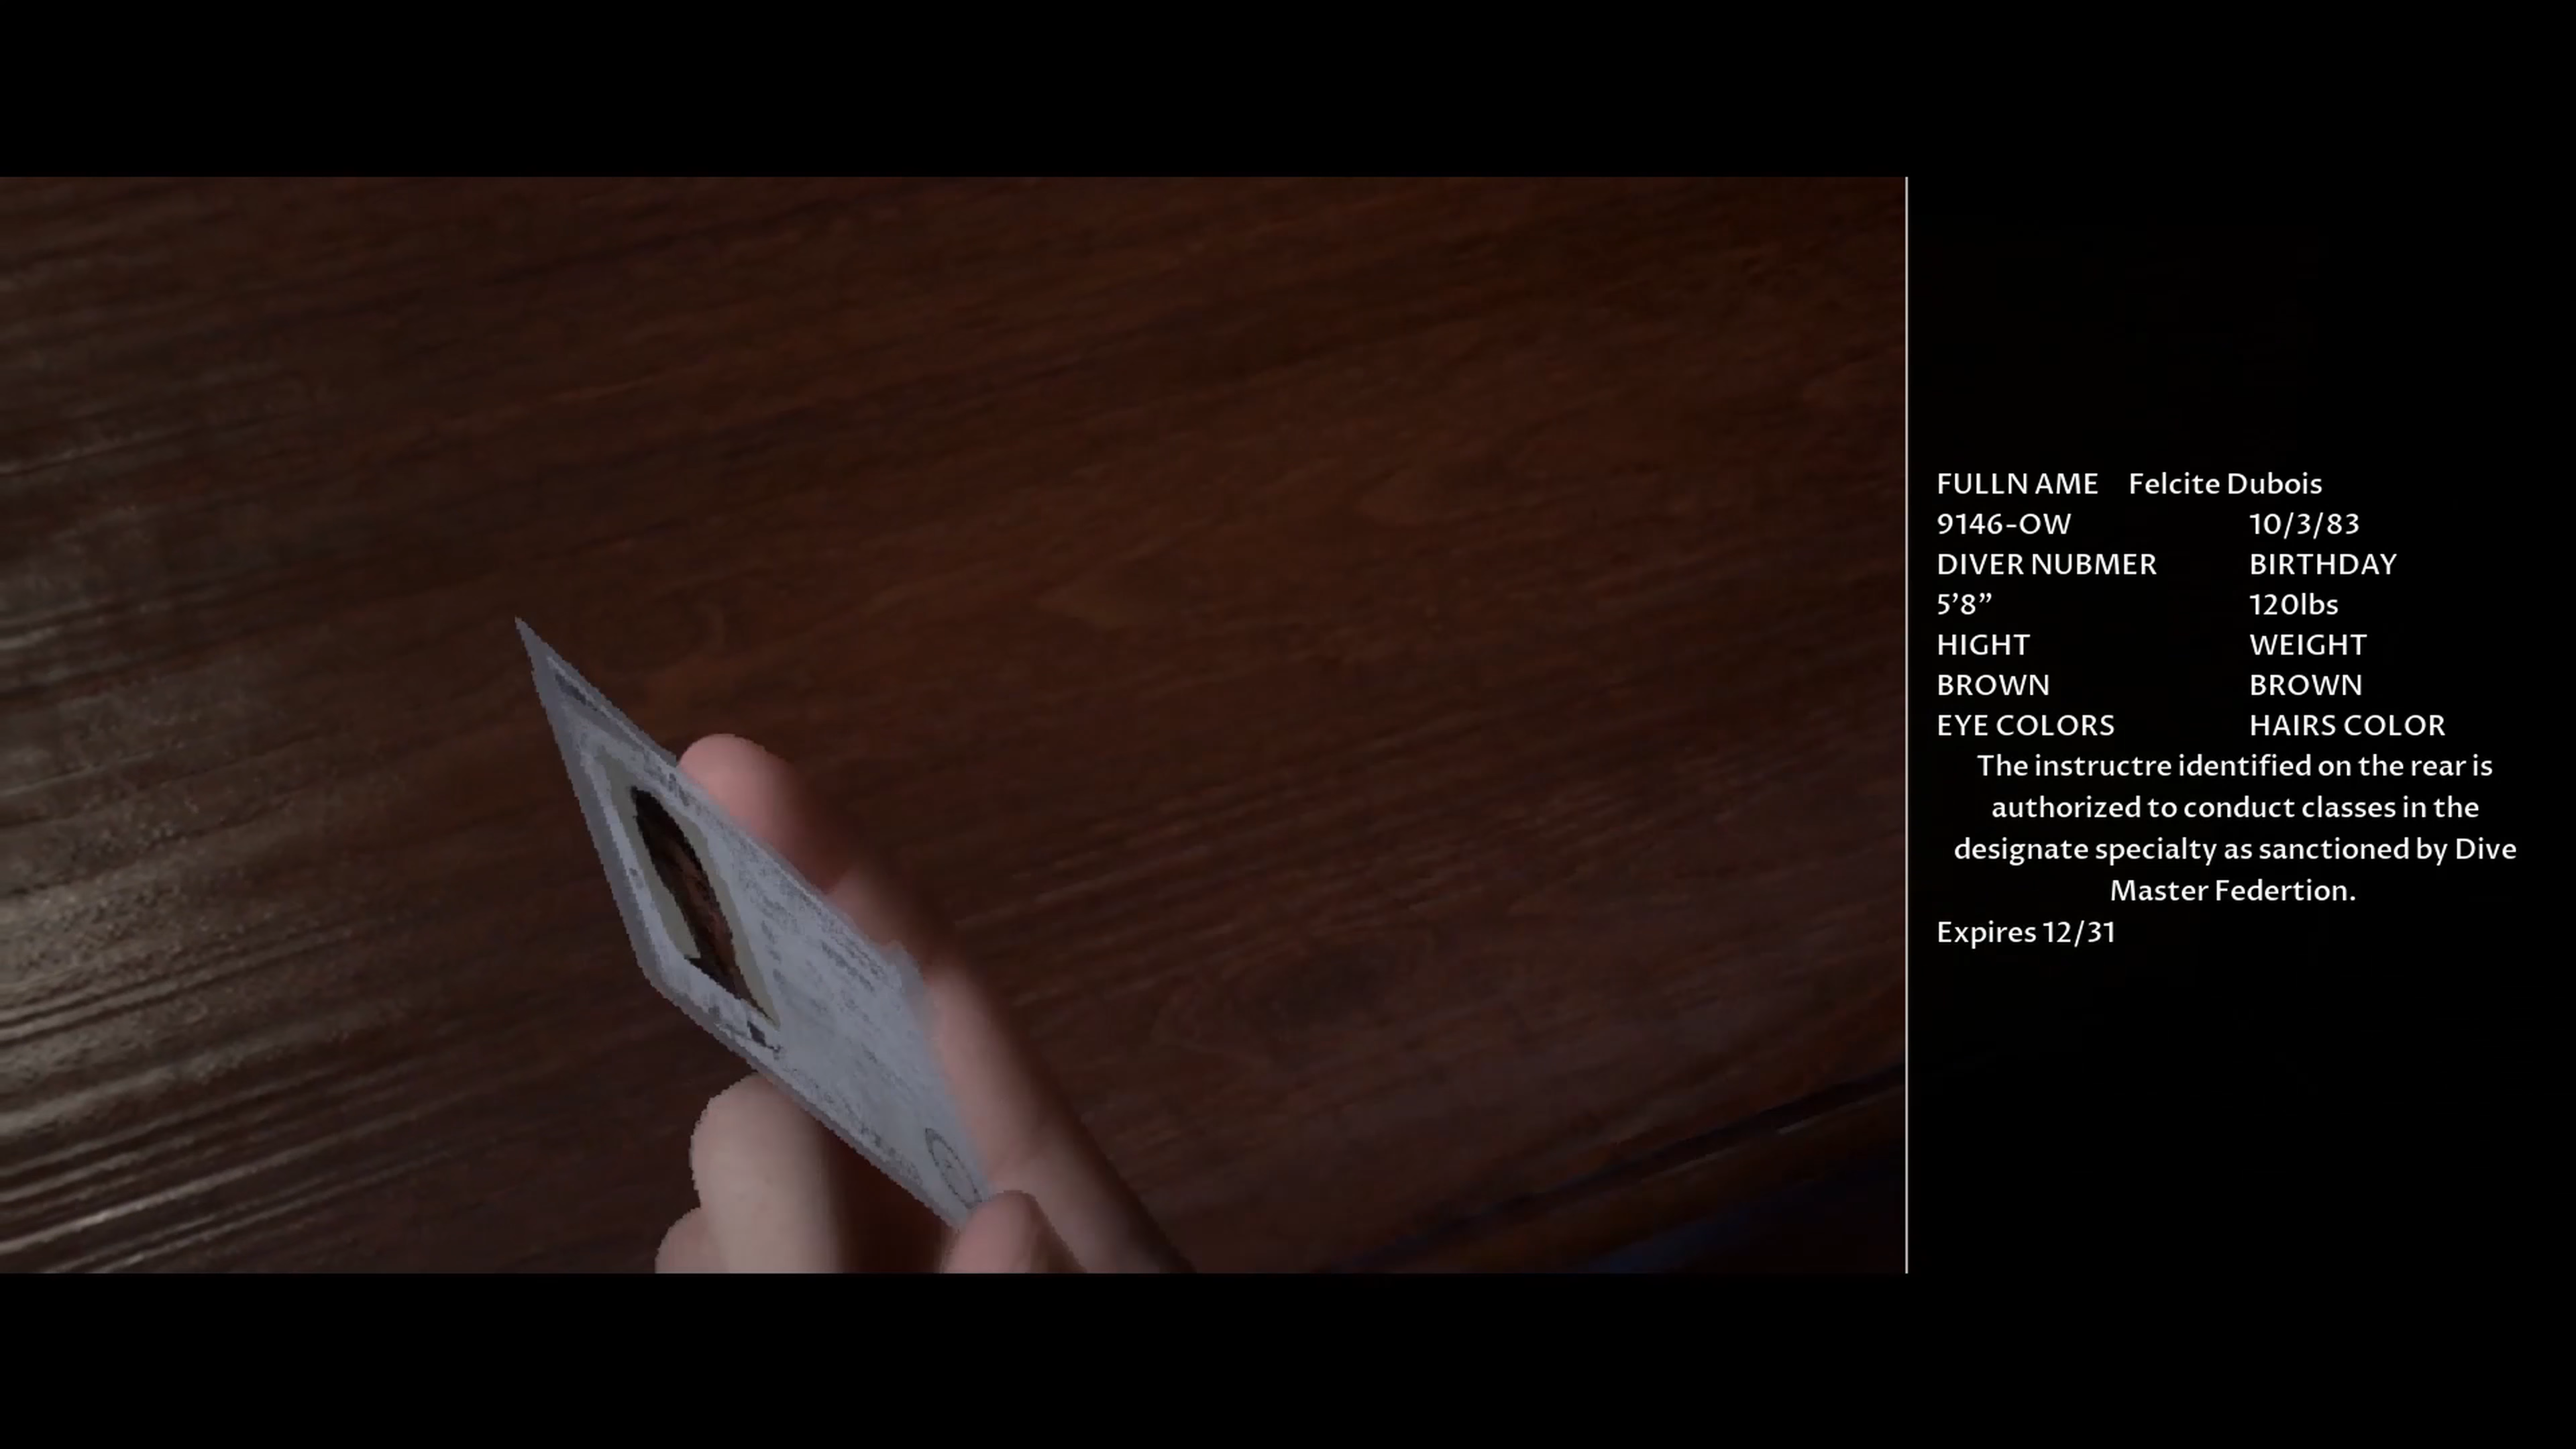 FULLN AME Felcite Dubois
9146-OW 10/3/83
DIVER NUBMER BIRTHDAY
5’8” 120lbs
HIGHT WEIGHT
BROWN BROWN
EYE COLORS HAIRS COLOR
The instructre identified on the rear is
authorized to conduct classes in the
designate specialty as sanctioned by Dive
Master Federtion.
Expires 12/31